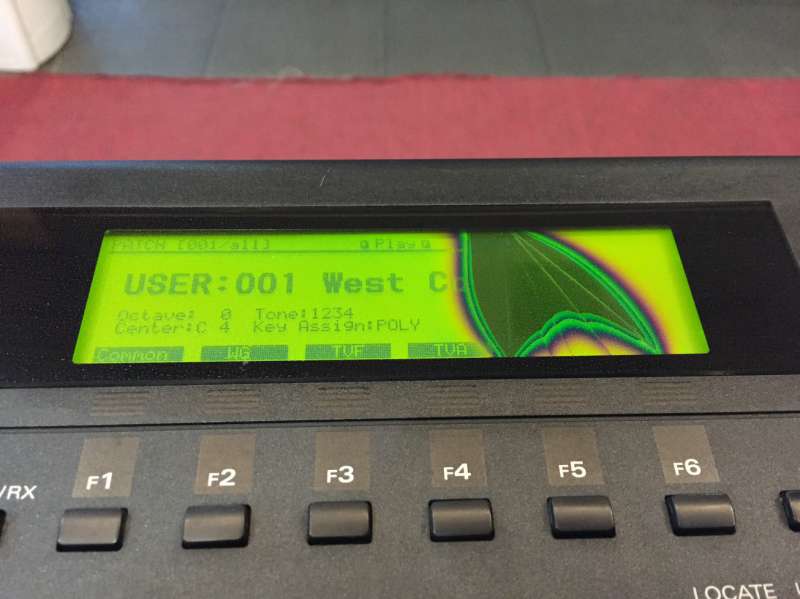 PATCH [001/all] Play
USER:001 West C
Octave: 0 Tone:1234
Center:C 4 Key Assign:POLY
Common WG TVF TVA
/RX F1 F2 F3 F4 F5 F6
LOCATE